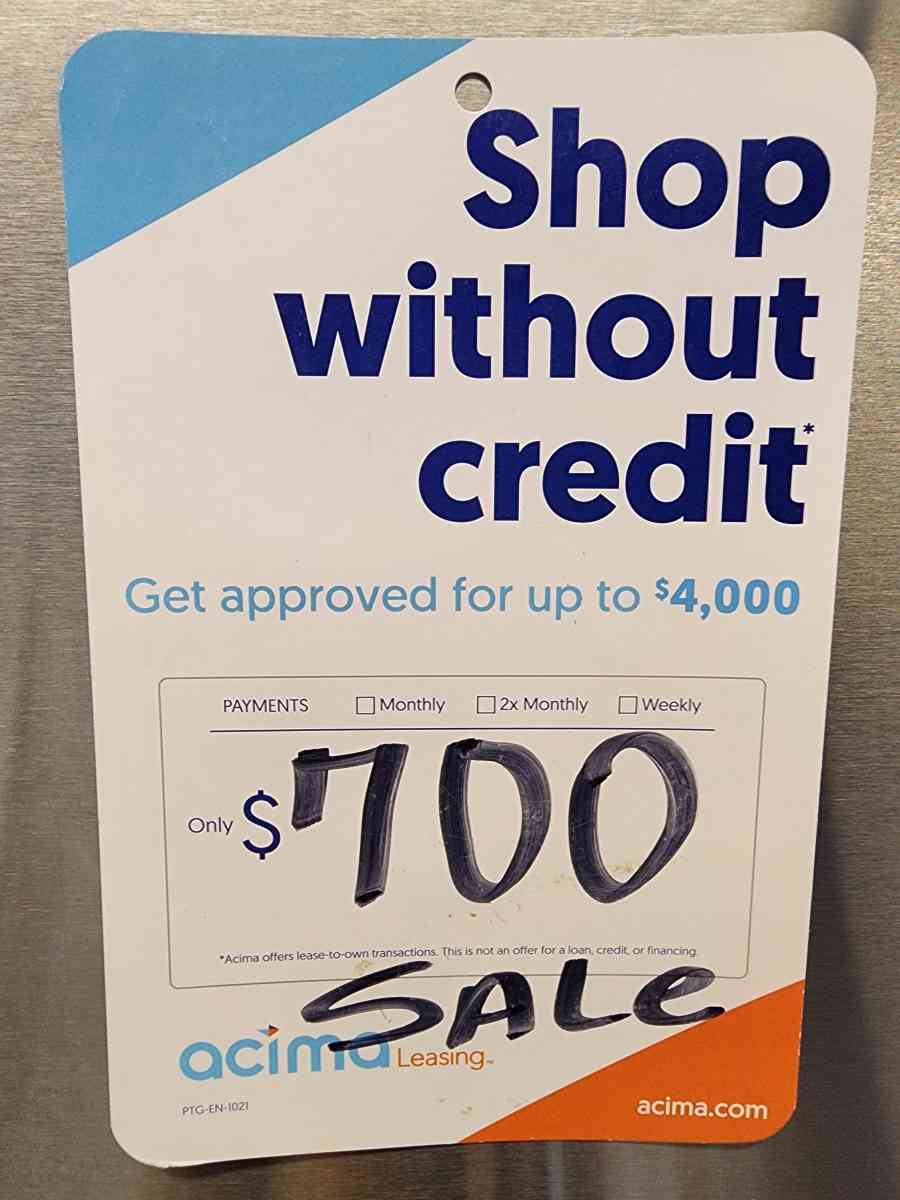 Shop
without
credit*
Get approved for up to $4,000
PAYMENTS ☐ Monthly ☐ 2x Monthly ☐ Weekly
Only $700
*Acima offers lease-to-own transactions. This is not an offer for a loan, credit, or financing.
SALe
acima Leasing™
PTG-EN-1021
acima.com